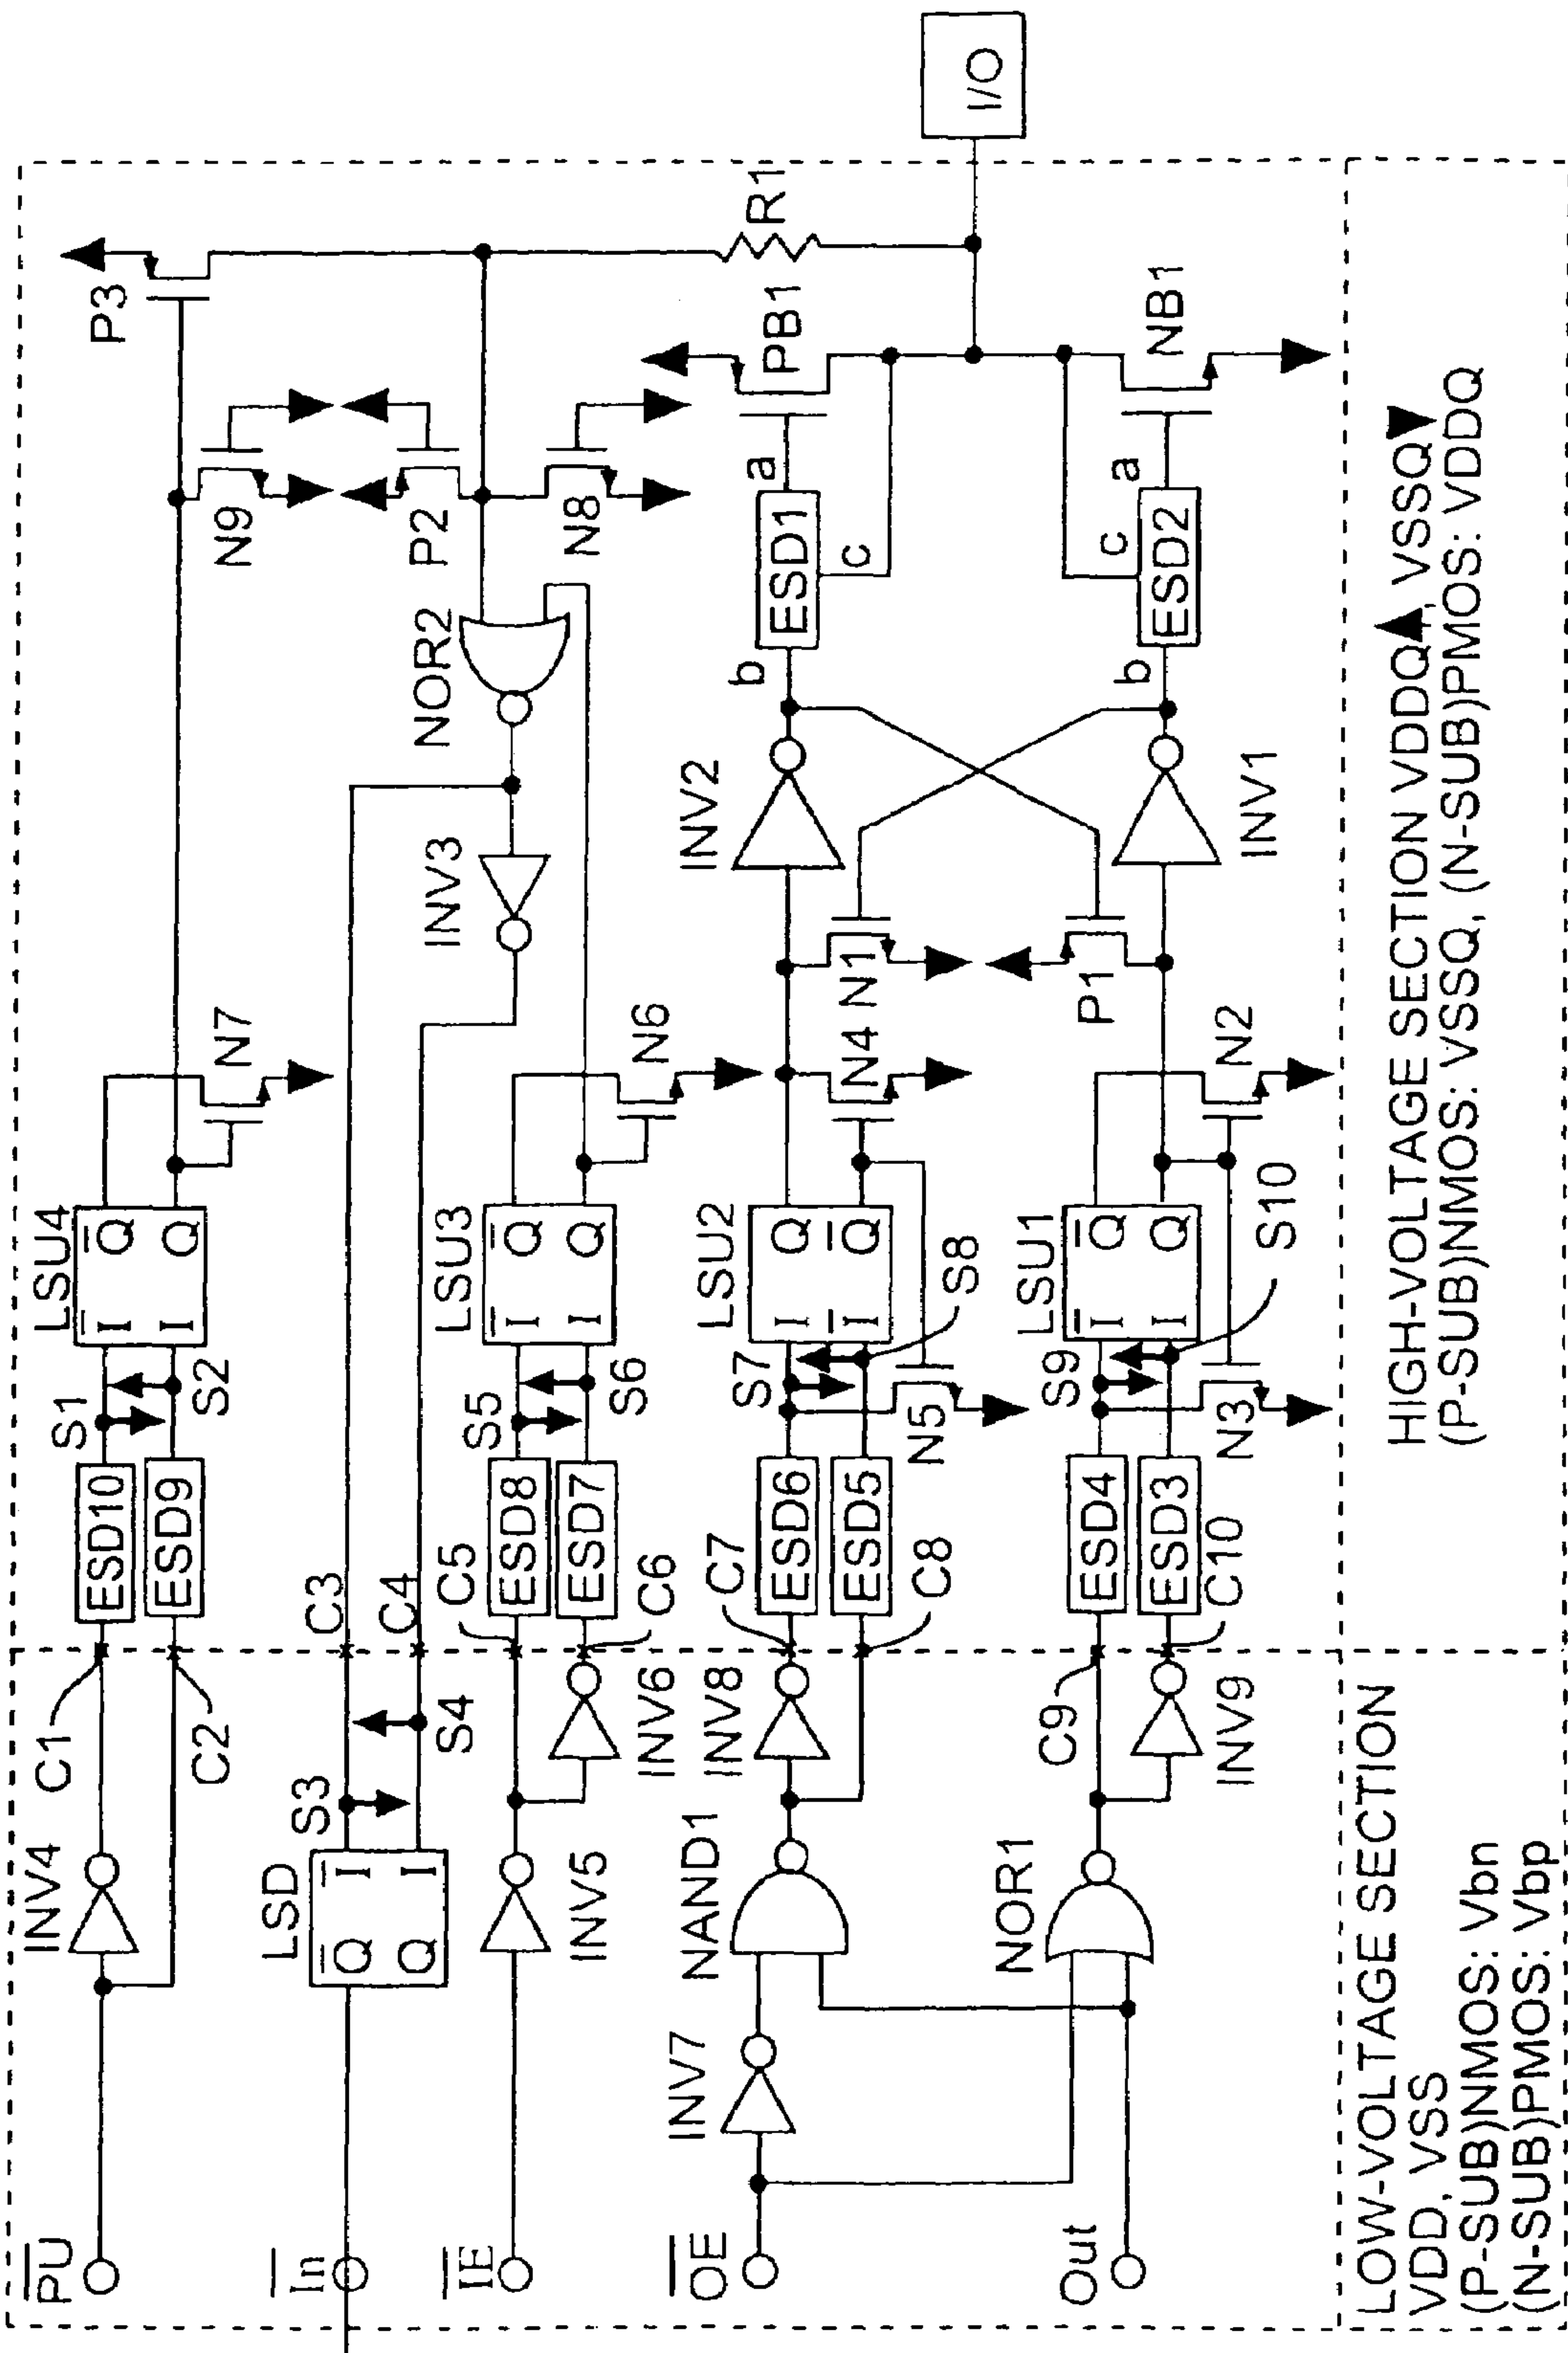 PU
In
IE
OE
Out
INV4
C1
C2
LSD
Q
Q
I
I
S3
S4
INV5
INV6
INV7
NAND1
INV8
NOR1
INV9
C9
C3
C4
C5
C6
C7
C8
C10
ESD10
ESD9
ESD8
ESD7
ESD6
ESD5
ESD4
ESD3
S1
S2
S5
S6
S7
S8
S9
S10
N5
N3
LSU4
I
Q
I
Q
LSU3
Q
I
Q
LSU2
I
Q
I
Q
LSU1
I
Q
I
Q
N7
N6
N4
N2
N1
P1
INV3
NOR2
INV2
INV1
N9
P2
N8
P3
b
ESD1
a
c
b
ESD2
a
c
PB1
NB1
R1
I/O
LOW-VOLTAGE SECTION
VDD, VSS
(P-SUB)NMOS: Vbn
(N-SUB)PMOS: Vbp
HIGH-VOLTAGE SECTION VDDQ, VSSQ
(P-SUB)NMOS: VSSQ, (N-SUB)PMOS: VDDQ